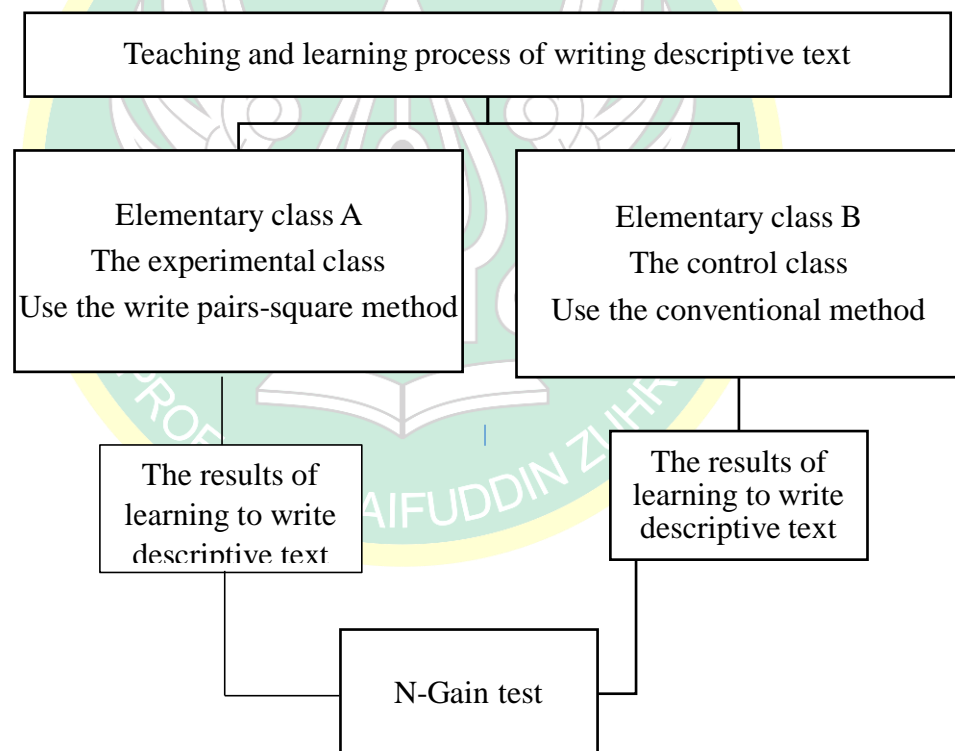 Teaching and learning process of writing descriptive text
Elementary class A
The experimental class
Use the write pairs-square method
Elementary class B
The control class
Use the conventional method
The results of
learning to write
descriptive text
The results of
learning to write
descriptive text
N-Gain test
AIFUDDIN ZUHR